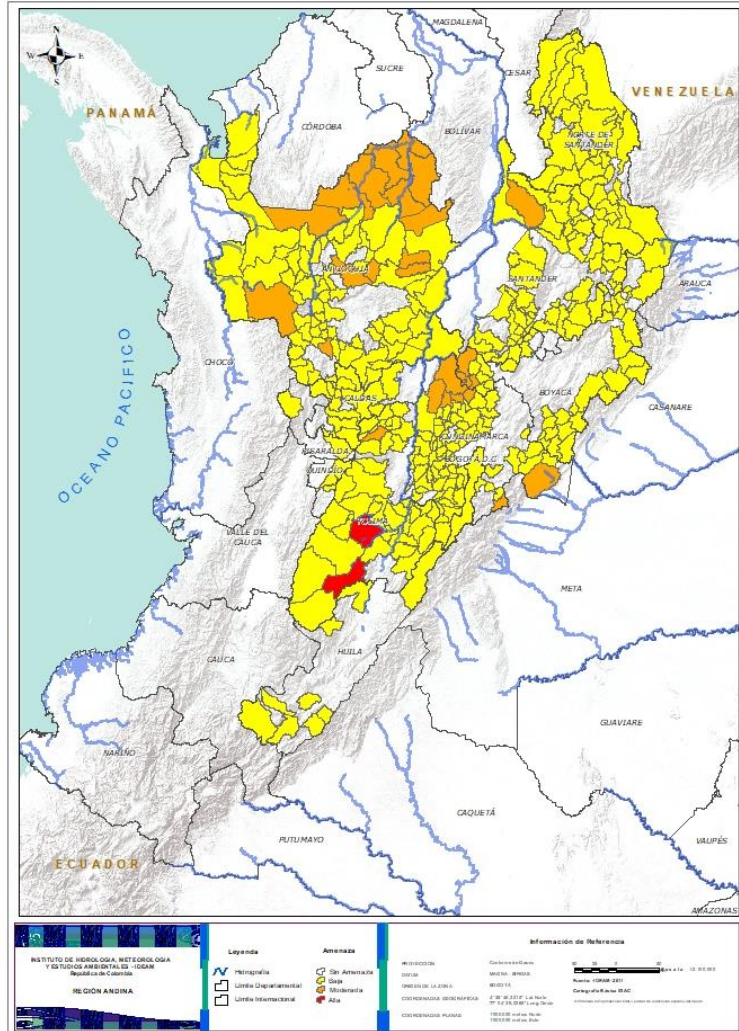 MAGDALENA
N
W E
S
SUCRE
CESAR
VENEZUELA
PANAMÁ
CÓRDOBA
BOLÍVAR
NORTE DE
SANTANDER
ANTIOQUIA
SANTANDER
ARAUCA
CHOCÓ
BOYACÁ
CASANARE
CALDAS
OCEANO PACIFICO
CUNDINAMARCA
RISARALDA
BOGOTÁ D.C.
QUINDIO
TOLIMA
VALLE DEL
CAUCA
META
HUILA
CAUCA
GUAVIARE
NARIÑO
CAQUETÁ
PUTUMAYO
VAUPÉS
ECUADOR
AMAZONAS
INSTITUTO DE HIDROLOGIA, METEOROLOGIA
Y ESTUDIOS AMBIENTALES - IDEAM
República de Colombia
REGIÓN ANDINA
Leyenda
Hidrografía
Límite Departamental
Límite Internacional
Amenaza
Sin Amenaza
Baja
Moderada
Alta
Información de Referencia
PROYECCION
DATUM
ORIGEN DE LA ZONA
BOGOTÁ
COORDENADAS GEOGRÁFICAS
COORDENADAS PLANAS